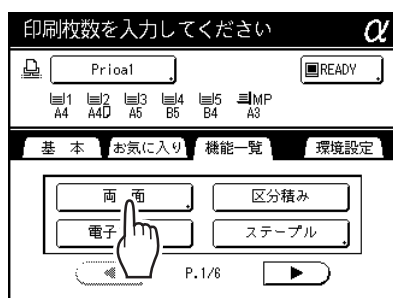 印刷枚数を入力してください α
Prioa1 ■READY
1 2 3 4 5 MP
A4 A4 A5 B5 B4 A3
基 本 お気に入り 機能一覧 環境設定
両 面 区分積み
電子 ステープル
◀ P.1/6 ▶